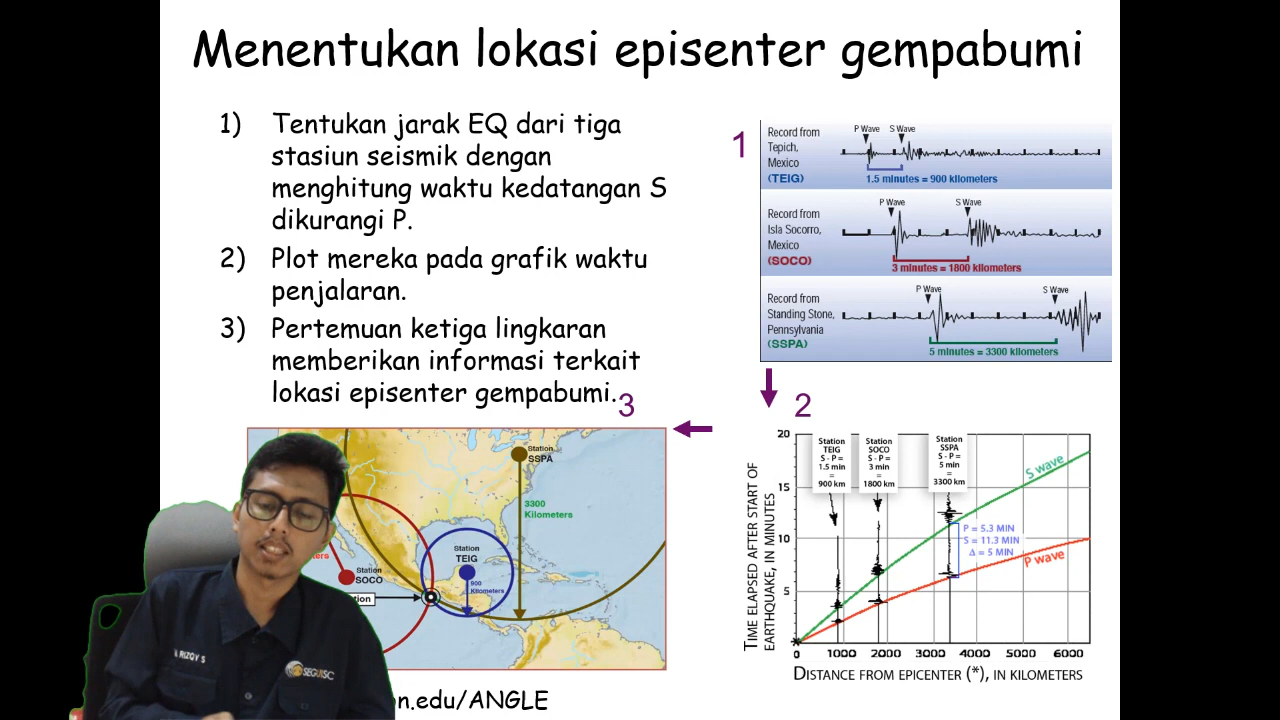 Menentukan lokasi episenter gempabumi
1) Tentukan jarak EQ dari tiga
stasiun seismik dengan
menghitung waktu kedatangan S
dikurangi P.
2) Plot mereka pada grafik waktu
penjalaran.
3) Pertemuan ketiga lingkaran
memberikan informasi terkait
lokasi episenter gempabumi.
1
Record from
Tepich,
Mexico
(TEIG)
P Wave
S Wave
1.5 minutes = 900 kilometers
Record from
Isla Socorro,
Mexico
(SOCO)
P Wave
S Wave
3 minutes = 1800 kilometers
Record from
Standing Stone,
Pennsylvania
(SSPA)
P Wave
S Wave
5 minutes = 3300 kilometers
2
TIME ELAPSED AFTER START OF
EARTHQUAKE, IN MINUTES
20
15
10
5
0
Station
TEIG
S - P =
1.5 min
=
900 km
Station
SOCO
S - P =
3 min
=
1800 km
Station
SSPA
S - P =
5 min
=
3300 km
S wave
P = 5.3 MIN
S = 11.3 MIN
Δ = 5 MIN
P wave
0 1000 2000 3000 4000 5000 6000
DISTANCE FROM EPICENTER (*), IN KILOMETERS
3
Station
SSPA
3300
Kilometers
Station
TEIG
900
Kilometers
Station
SOCO
RIZQY S
SEGUISC
n.edu/ANGLE